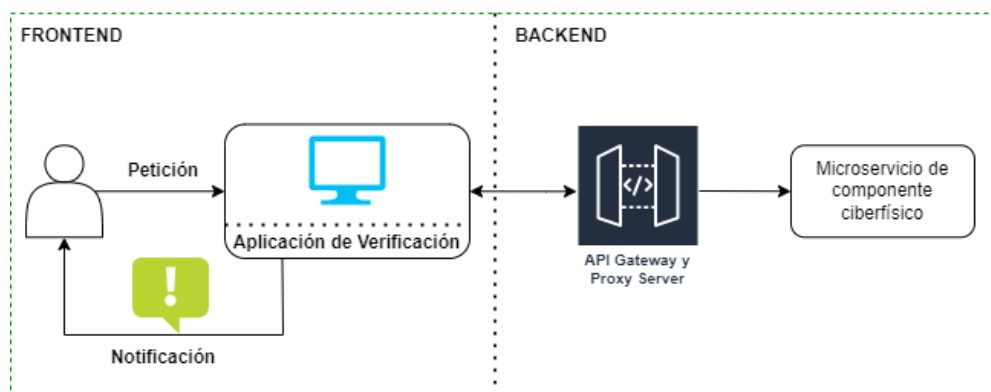 FRONTEND
BACKEND
Petición
Aplicación de Verificación
Notificación
</>
API Gateway y
Proxy Server
Microservicio de
componente
ciberfísico